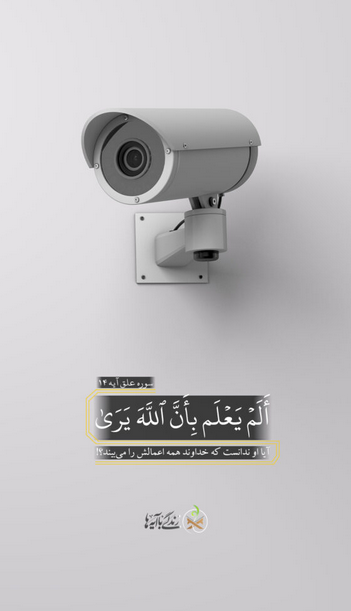 سوره علق آیه ۱۴
أَلَمْ يَعْلَم بِأَنَّ ٱللَّهَ يَرَىٰ
آیا او ندانست که خداوند همه اعمالش را می‌بیند؟!
زندگی با آیه‌ها